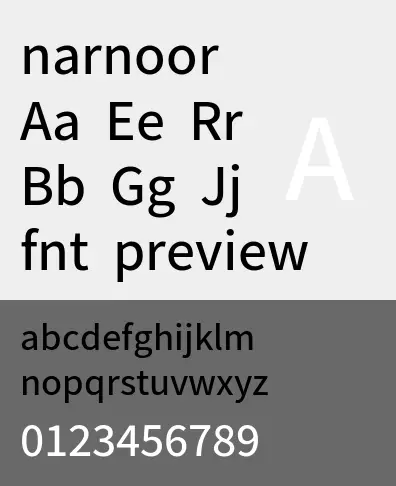 narnoor
Aa Ee Rr
A
Bb Gg Jj
fnt preview
abcdefghijklm
nopqrstuvwxyz
0123456789